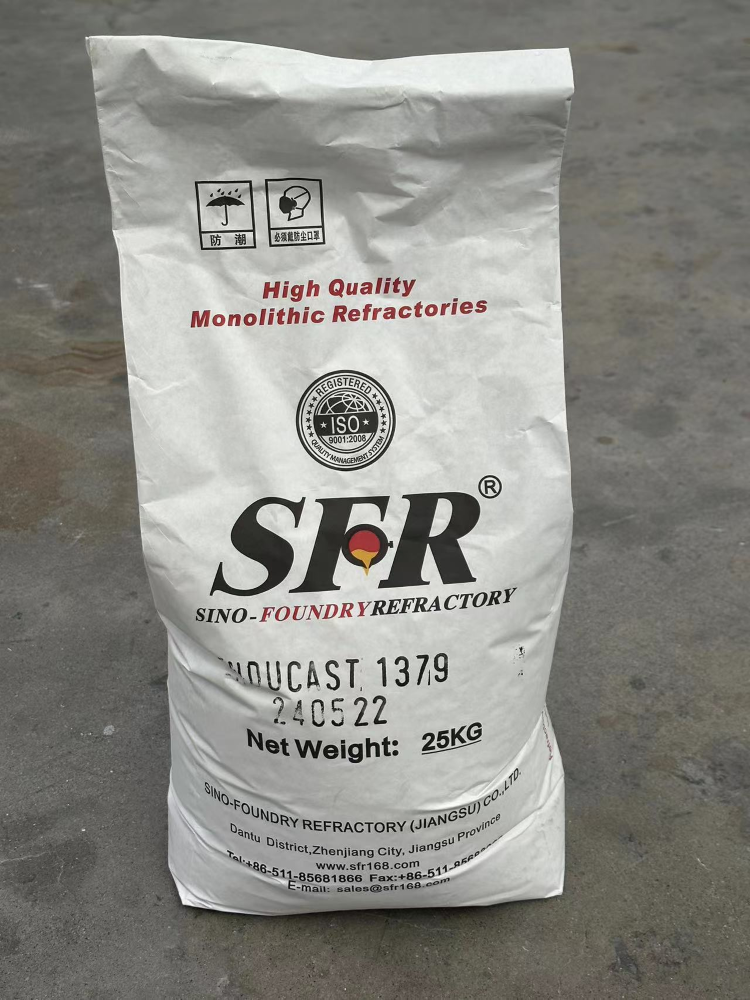 防 潮
必须戴防尘口罩
High Quality
Monolithic Refractories
REGISTERED
ISO
9001:2008
QUALITY MANAGEMENT SYSTEM
SFR®
SINO-FOUNDRYREFRACTORY
1379
240522
Net Weight: 25KG
SINO-FOUNDRY REFRACTORY (JIANGSU) CO.,LTD.
Dantu District,Zhenjiang City, Jiangsu Province
www.sfr168.com
Tel:+86-511-85681866 Fax:+86-511-
E-mail: sales@sfr168.com